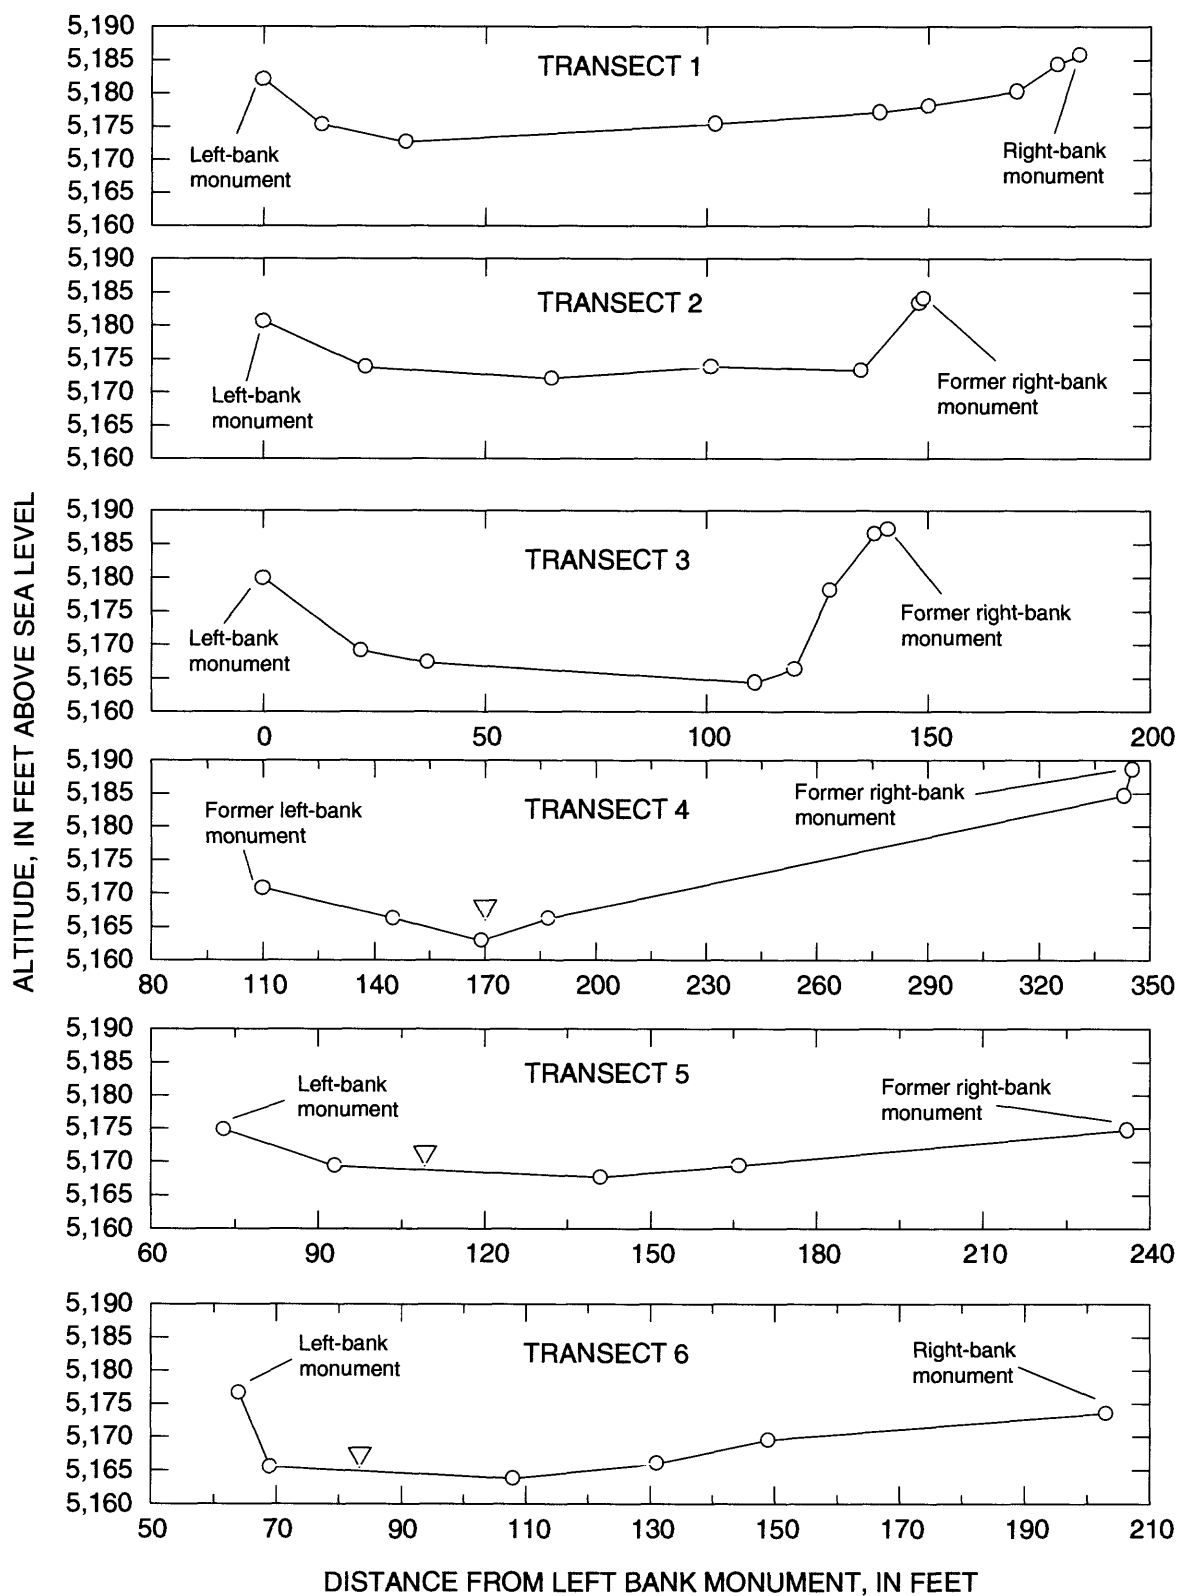 ALTITUDE, IN FEET ABOVE SEA LEVEL
5,190
5,185
5,180
5,175
5,170
5,165
5,160
TRANSECT 1
Left-bank
monument
Right-bank
monument
5,190
5,185
5,180
5,175
5,170
5,165
5,160
TRANSECT 2
Left-bank
monument
Former right-bank
monument
5,190
5,185
5,180
5,175
5,170
5,165
5,160
TRANSECT 3
Left-bank
monument
Former right-bank
monument
0 50 100 150 200
5,190
5,185
5,180
5,175
5,170
5,165
5,160
TRANSECT 4
Former left-bank
monument
Former right-bank
monument
80 110 140 170 200 230 260 290 320 350
5,190
5,185
5,180
5,175
5,170
5,165
5,160
TRANSECT 5
Left-bank
monument
Former right-bank
monument
60 90 120 150 180 210 240
5,190
5,185
5,180
5,175
5,170
5,165
5,160
TRANSECT 6
Left-bank
monument
Right-bank
monument
50 70 90 110 130 150 170 190 210
DISTANCE FROM LEFT BANK MONUMENT, IN FEET